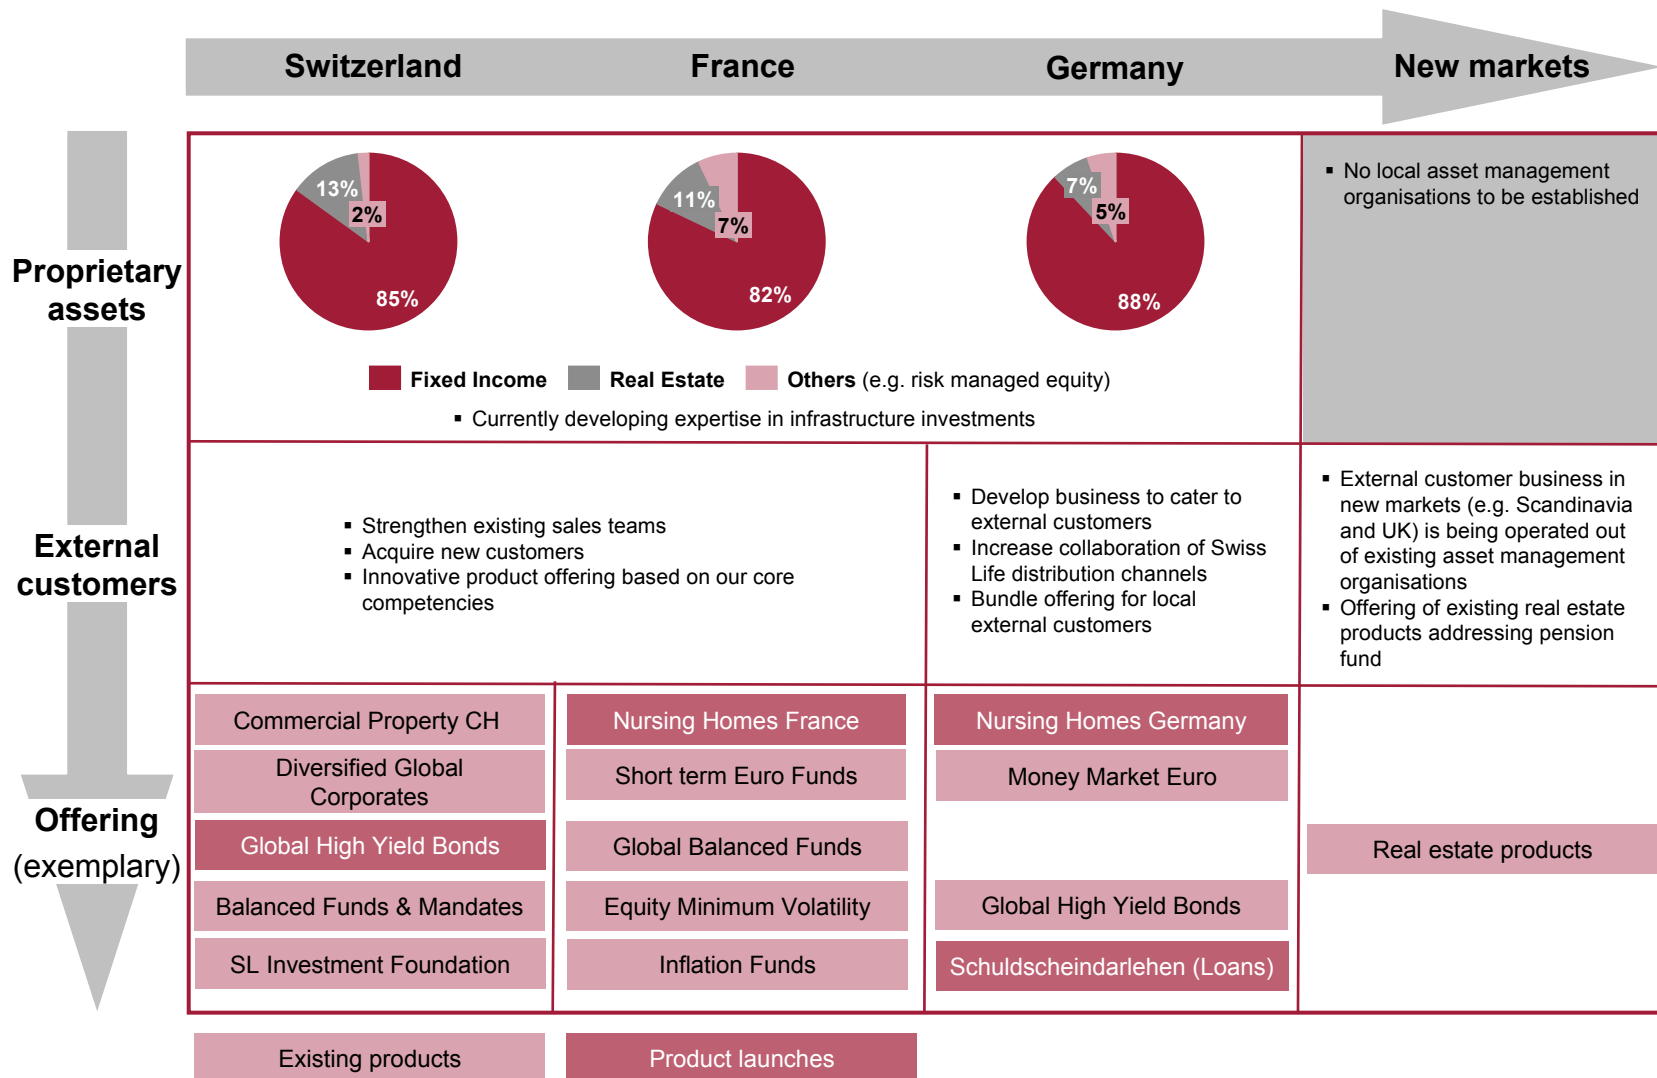 Switzerland
France
Germany
New markets
Proprietary
assets
13%
2%
85%
11%
7%
82%
7%
5%
88%
▪ No local asset management
organisations to be established
Fixed Income
Real Estate
Others (e.g. risk managed equity)
▪ Currently developing expertise in infrastructure investments
External
customers
▪ Strengthen existing sales teams
▪ Acquire new customers
▪ Innovative product offering based on our core
competencies
▪ Develop business to cater to
external customers
▪ Increase collaboration of Swiss
Life distribution channels
▪ Bundle offering for local
external customers
▪ External customer business in
new markets (e.g. Scandinavia
and UK) is being operated out
of existing asset management
organisations
▪ Offering of existing real estate
products addressing pension
fund
Offering
(exemplary)
Commercial Property CH
Diversified Global
Corporates
Global High Yield Bonds
Balanced Funds & Mandates
SL Investment Foundation
Nursing Homes France
Short term Euro Funds
Global Balanced Funds
Equity Minimum Volatility
Inflation Funds
Nursing Homes Germany
Money Market Euro
Global High Yield Bonds
Schuldscheindarlehen (Loans)
Real estate products
Existing products
Product launches